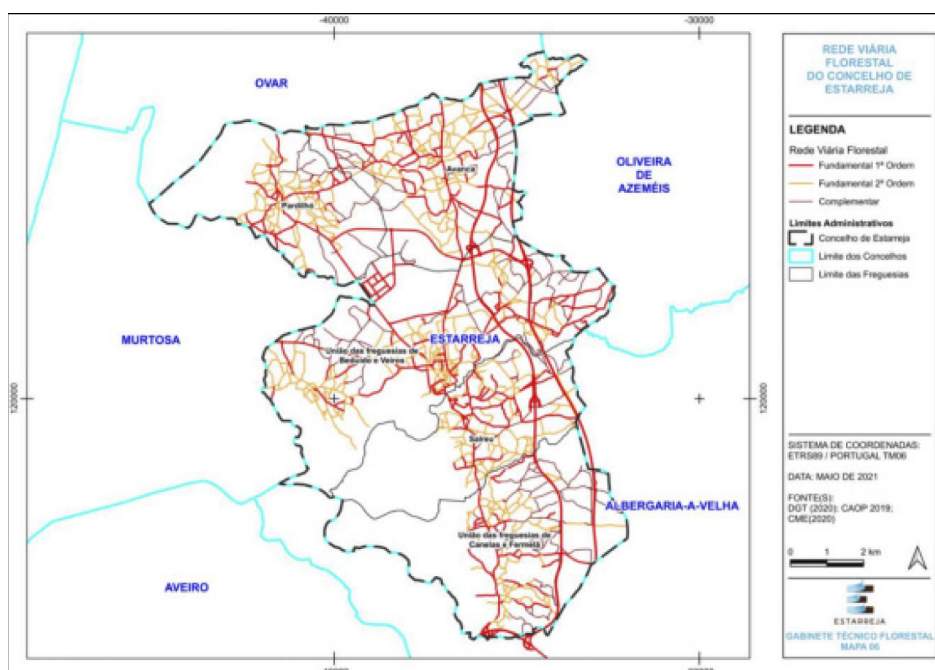 -40000
-30000
OVAR
OLIVEIRA
DE
AZEMÉIS
Avanca
Pardilhó
MURTOSA
ESTARREJA
União das freguesias de
Beduído e Veiros
120000
120000
Salreu
ALBERGARIA-A-VELHA
União das freguesias de
Canelas e Fermelã
AVEIRO
REDE VIÁRIA
FLORESTAL
DO CONCELHO DE
ESTARREJA
LEGENDA
Rede Viária Florestal
Fundamental 1ª Ordem
Fundamental 2ª Ordem
Complementar
Limites Administrativos
Concelho de Estarreja
Limite dos Concelhos
Limite das Freguesias
SISTEMA DE COORDENADAS:
ETRS89 / PORTUGAL TM06
DATA: MAIO DE 2021
FONTE(S):
DGT (2020): CAOP 2019;
CME(2020)
0 1 2 km
ESTARREJA
GABINETE TÉCNICO FLORESTAL
MAPA 06